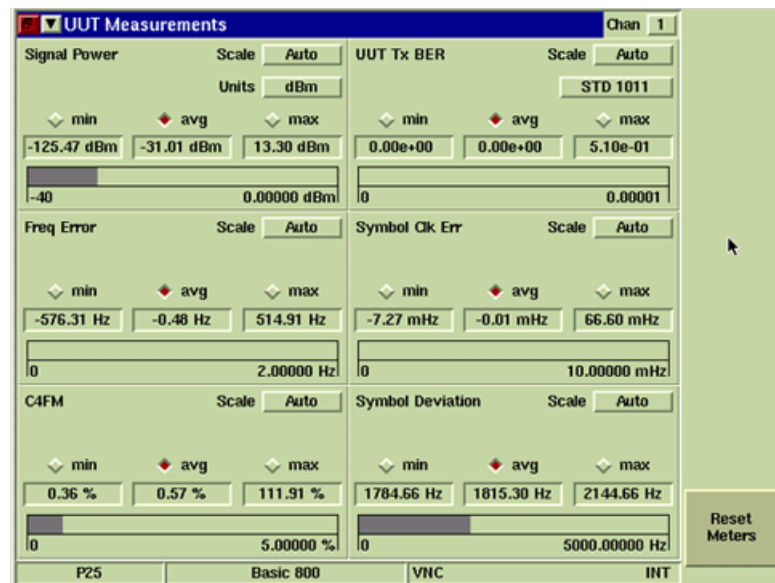 UUT Measurements
Chan 1
Signal Power Scale Auto
Units dBm
min avg max
-125.47 dBm -31.01 dBm 13.30 dBm
-40 0.00000 dBm
UUT Tx BER Scale Auto
STD 1011
min avg max
0.00e+00 0.00e+00 5.10e-01
0 0.00001
Freq Error Scale Auto
min avg max
-576.31 Hz -0.48 Hz 514.91 Hz
0 2.00000 Hz
Symbol Clk Err Scale Auto
min avg max
-7.27 mHz -0.01 mHz 66.60 mHz
0 10.00000 mHz
C4FM Scale Auto
min avg max
0.36 % 0.57 % 111.91 %
0 5.00000 %
Symbol Deviation Scale Auto
min avg max
1784.66 Hz 1815.30 Hz 2144.66 Hz
0 5000.00000 Hz
Reset
Meters
P25 Basic 800 VNC INT